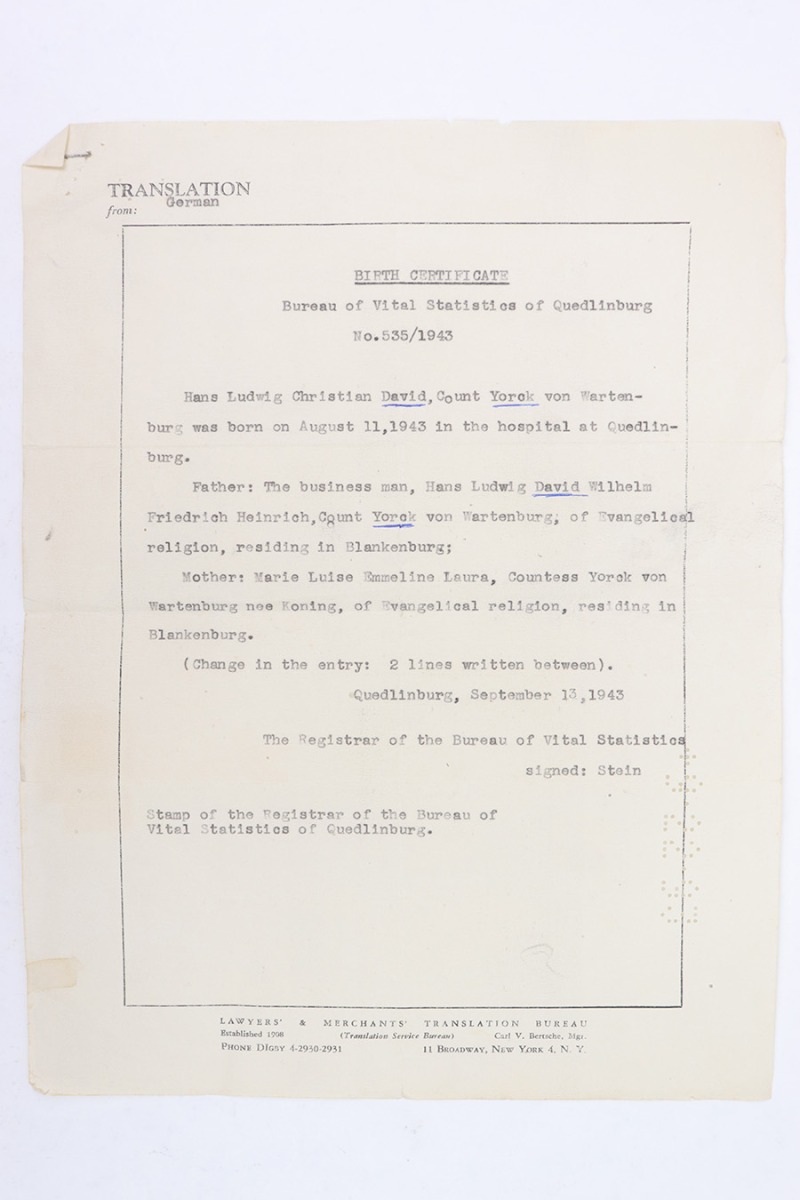 TRANSLATION
from: German
BIRTH CERTIFICATE
Bureau of Vital Statistics of Quedlinburg
No.535/1943
Hans Ludwig Christian David,Count Yorck von Warten-
burg was born on August 11,1943 in the hospital at Quedlin-
burg.
Father: The business man, Hans Ludwig David Wilhelm
Friedrich Heinrich,Count Yorck von Wartenburg; of Evangelical
religion, residing in Blankenburg;
Mother: Marie Luise Emmeline Laura, Countess Yorck von
Wartenburg nee Koning, of Evangelical religion, residing in
Blankenburg.
(Change in the entry: 2 lines written between).
Quedlinburg, September 13,1943
The Registrar of the Bureau of Vital Statistics
signed: Stein
Stamp of the Registrar of the Bureau of
Vital Statistics of Quedlinburg.
LAWYERS' & MERCHANTS' TRANSLATION BUREAU
Established 1908 (Translation Service Bureau) Carl V. Bertsche, Mgr.
PHONE DIGBY 4-2930-2931 11 BROADWAY, NEW YORK 4, N. Y.